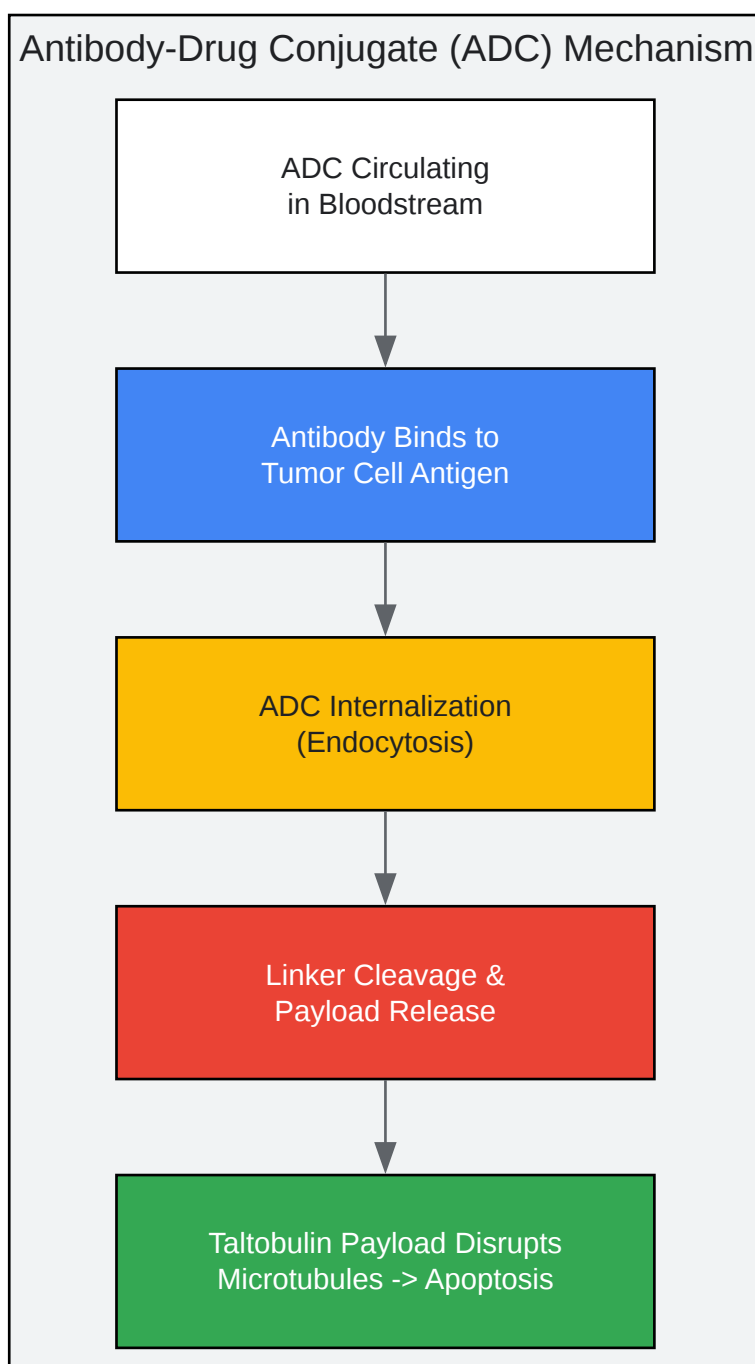 Antibody-Drug Conjugate (ADC) Mechanism
ADC Circulating
in Bloodstream
Antibody Binds to
Tumor Cell Antigen
ADC Internalization
(Endocytosis)
Linker Cleavage &
Payload Release
Taltobulin Payload Disrupts
Microtubules -> Apoptosis